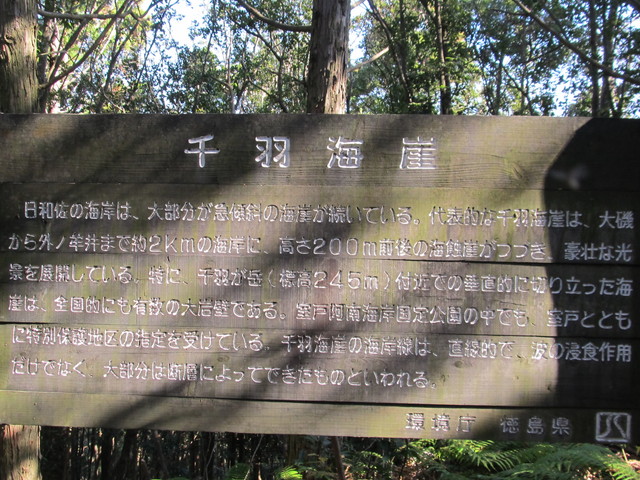 千羽海崖
日和佐の海岸は、大部分が急傾斜の海崖が続いている。代表的な千羽海崖は、大磯
から外ノ牟井まで約2Kmの海岸に、高さ200m前後の海蝕崖がつづき 豪壮な光
景を展開している。特に、千羽が岳(標高245m)付近での垂直的に切り立った海
崖は、全国的にも有数の大岩壁である。室戸阿南海岸国定公園の中でも、室戸ととも
に特別保護地区の指定を受けている。千羽海崖の海岸線は、直線的で、波の浸食作用
だけでなく、大部分は断層によってできたものといわれる。
環境庁 徳島県